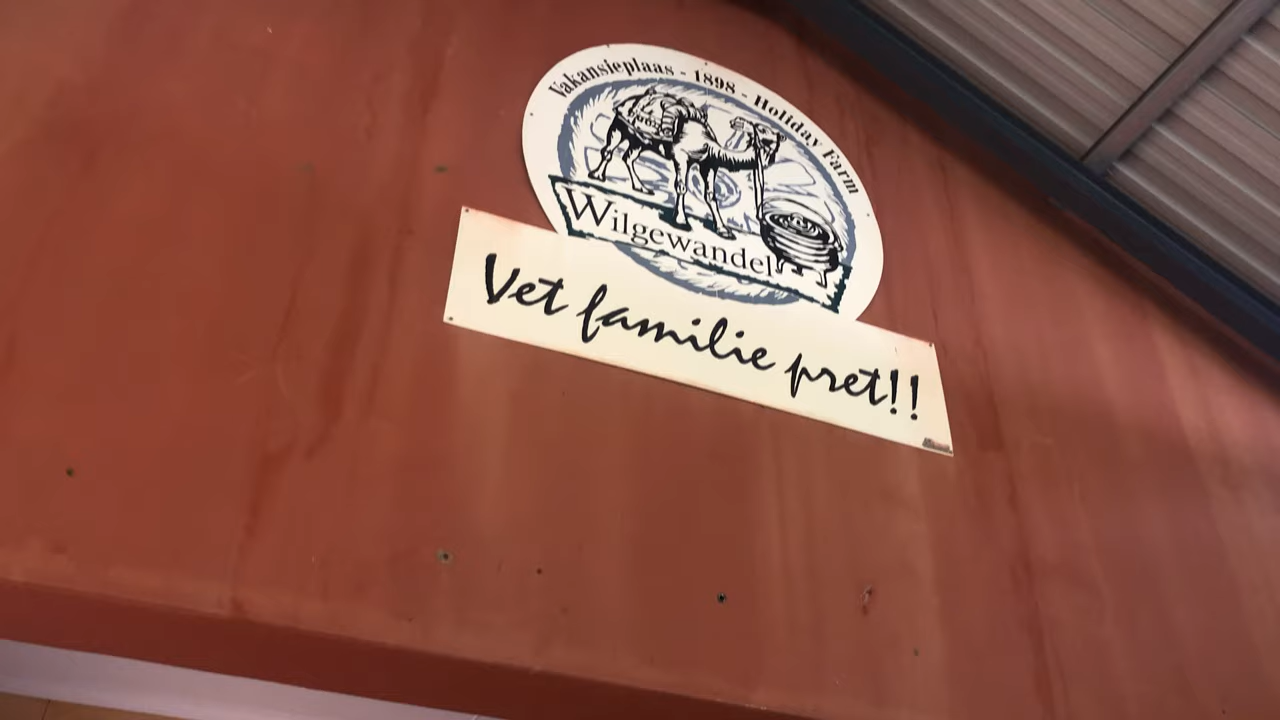 Vakansieplaas - 1898 - Holiday Farm
Wilgewandel
Vet familie pret!!